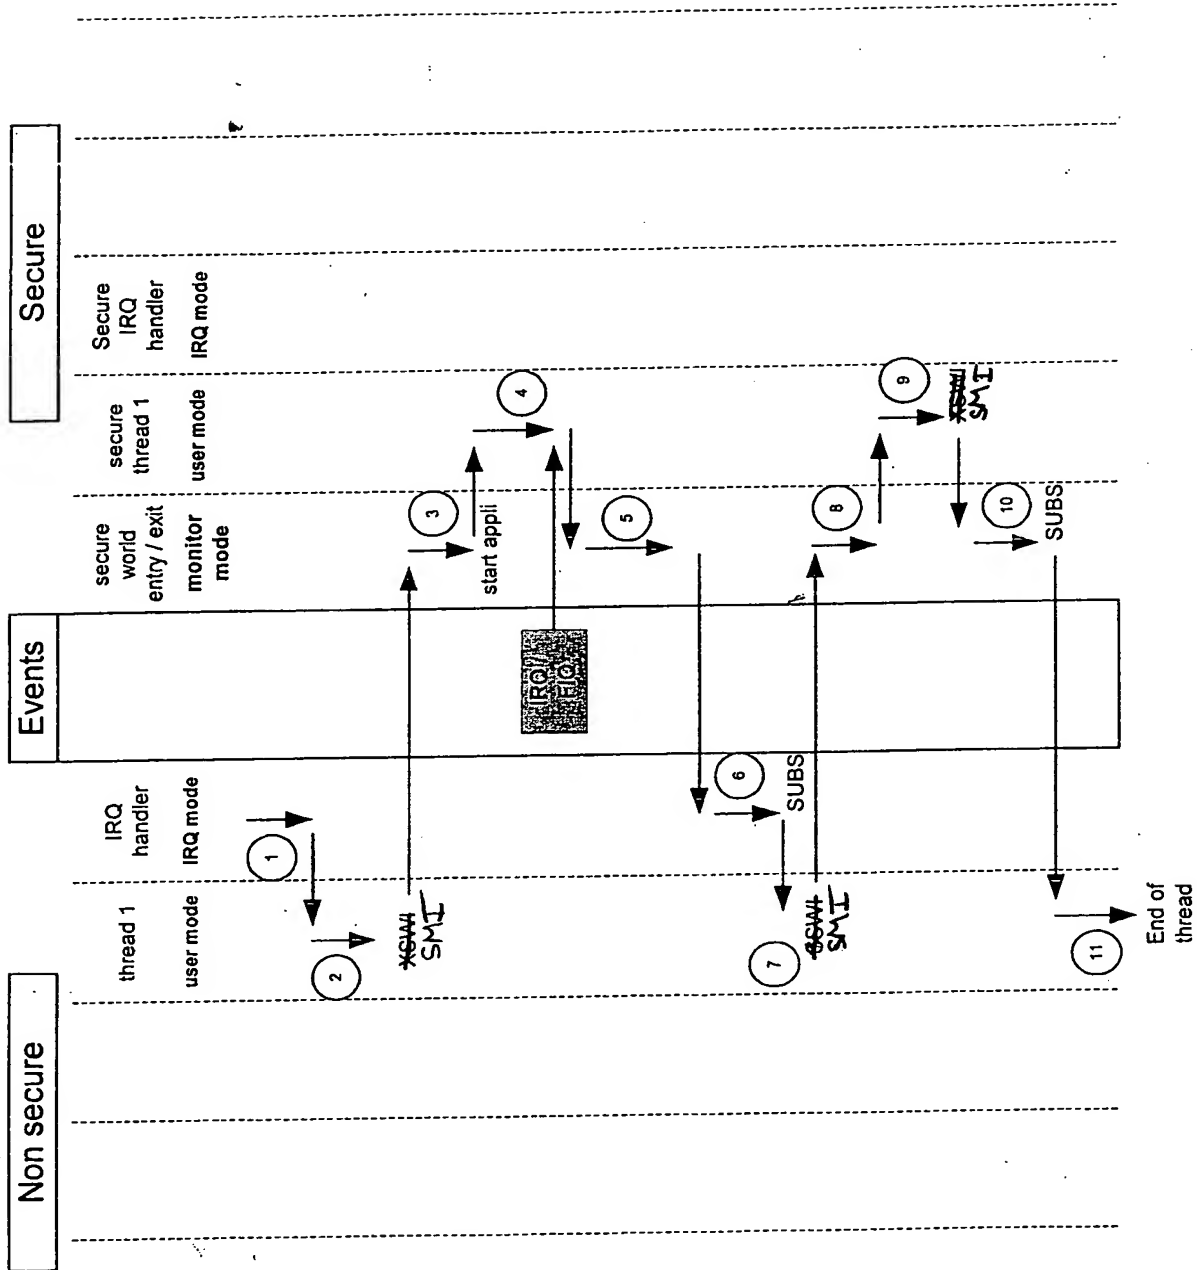 Non secure
Events
Secure
thread 1
user mode
IRQ
handler
IRQ mode
secure
world
entry / exit
monitor
mode
secure
thread 1
user mode
Secure
IRQ
handler
IRQ mode
1
2
SMI
3
start appli
4
IRQ /
FIQ
5
6
SUBS
7
SMI
8
9
SMI
10
SUBS
11
End of
thread